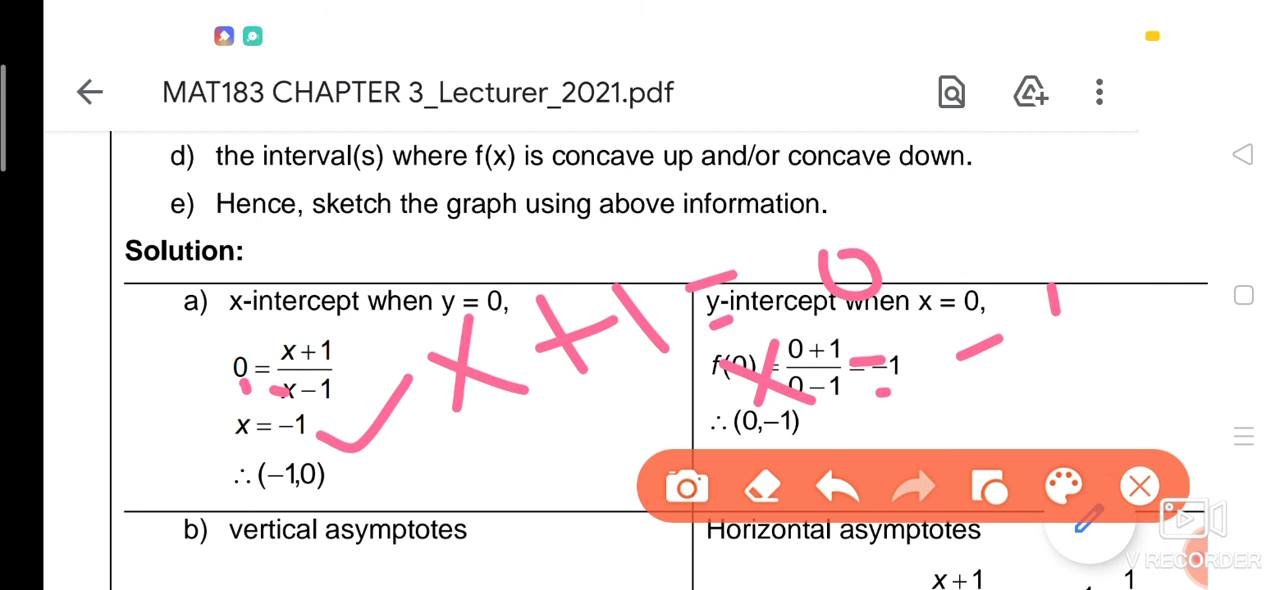 MAT183 CHAPTER 3_Lecturer_2021.pdf
d) the interval(s) where f(x) is concave up and/or concave down.
e) Hence, sketch the graph using above information.
Solution:
a) x-intercept when y = 0,
0 = x + 1 / x − 1
x = −1
∴ (−1,0)
x + 1 = 0
y-intercept when x = 0,
f(0) = 0 + 1 / 0 − 1 = −1
∴ (0,−1)
x = − 1
b) vertical asymptotes
Horizontal asymptotes
x + 1
1
V RECORDER